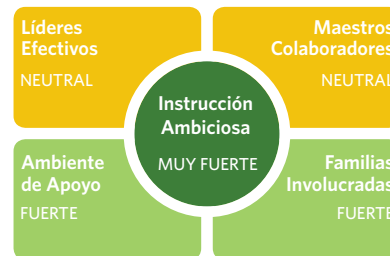 Líderes
Efectivos
NEUTRAL
Maestros
Colaboradores
NEUTRAL
Instrucción
Ambiciosa
MUY FUERTE
Ambiente
de Apoyo
FUERTE
Familias
Involucradas
FUERTE